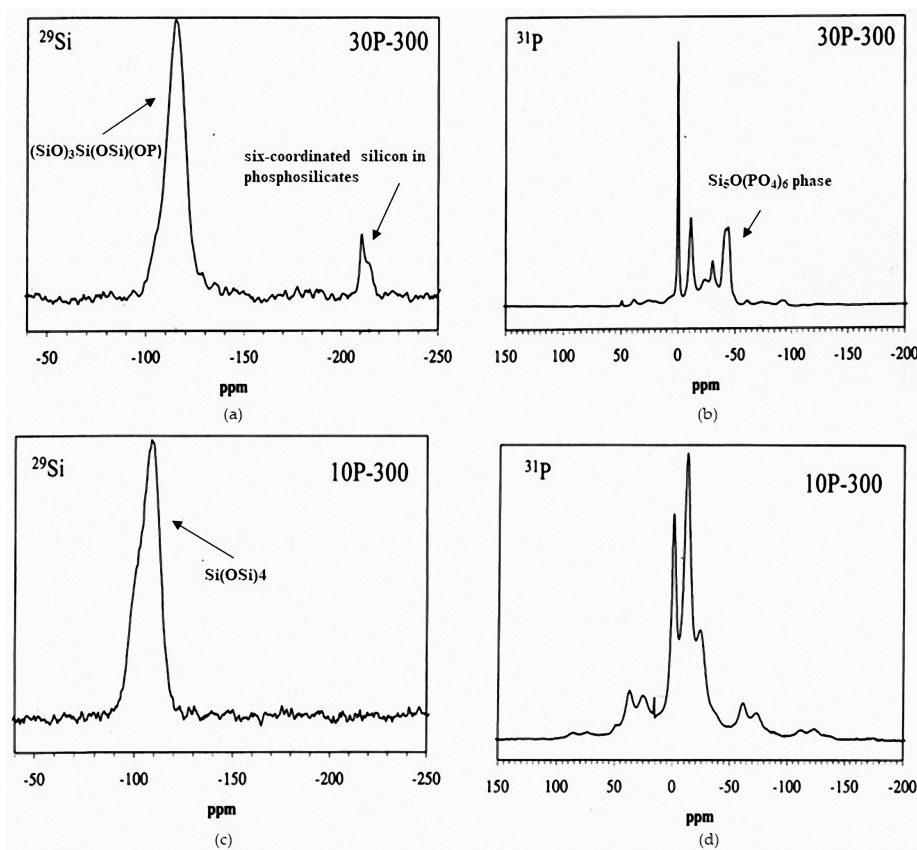 ²⁹Si 30P-300
(SiO)₃Si(OSi)(OP)
six-coordinated silicon in
phosphosilicates
-50 -100 -150 -200 -250
ppm
(a)
³¹P 30P-300
Si₅O(PO₄)₆ phase
150 100 50 0 -50 -100 -150 -200
ppm
(b)
²⁹Si 10P-300
Si(OSi)4
-50 -100 -150 -200 -250
ppm
(c)
³¹P 10P-300
150 100 50 0 -50 -100 -150 -200
ppm
(d)